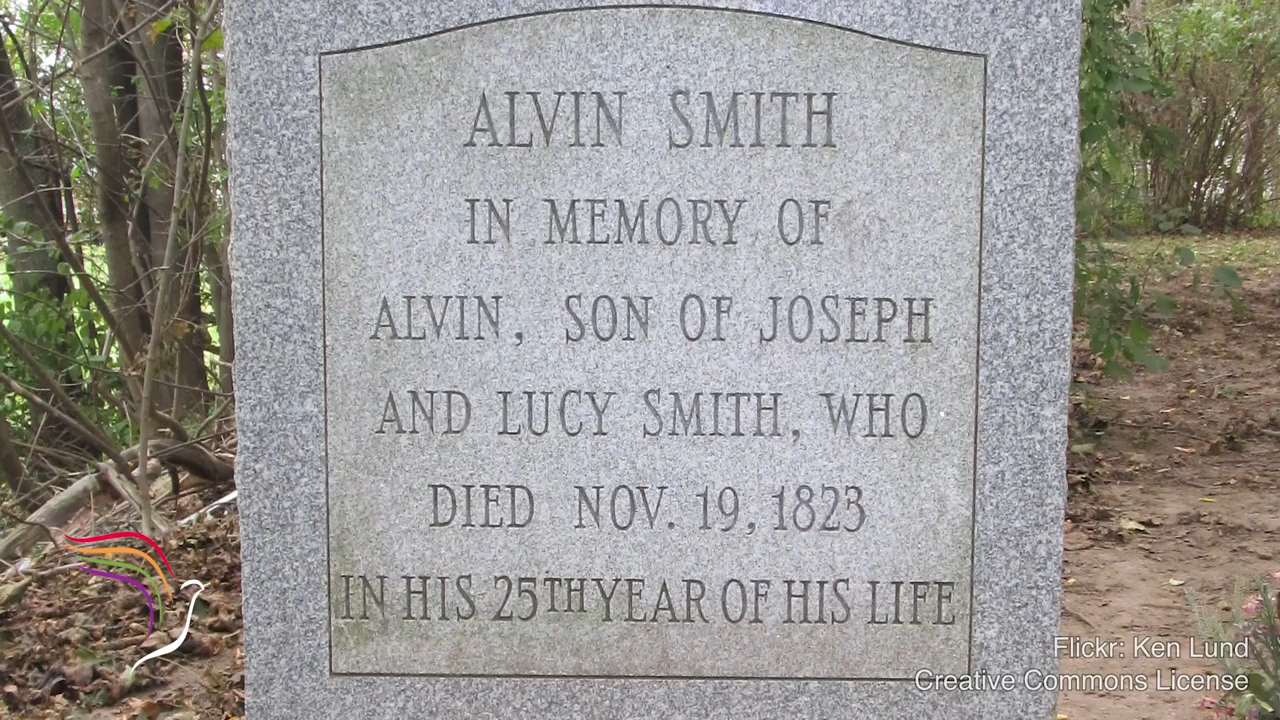 ALVIN SMITH
IN MEMORY OF
ALVIN, SON OF JOSEPH
AND LUCY SMITH, WHO
DIED NOV. 19, 1823
IN HIS 25TH YEAR OF HIS LIFE
Flickr: Ken Lund
Creative Commons License